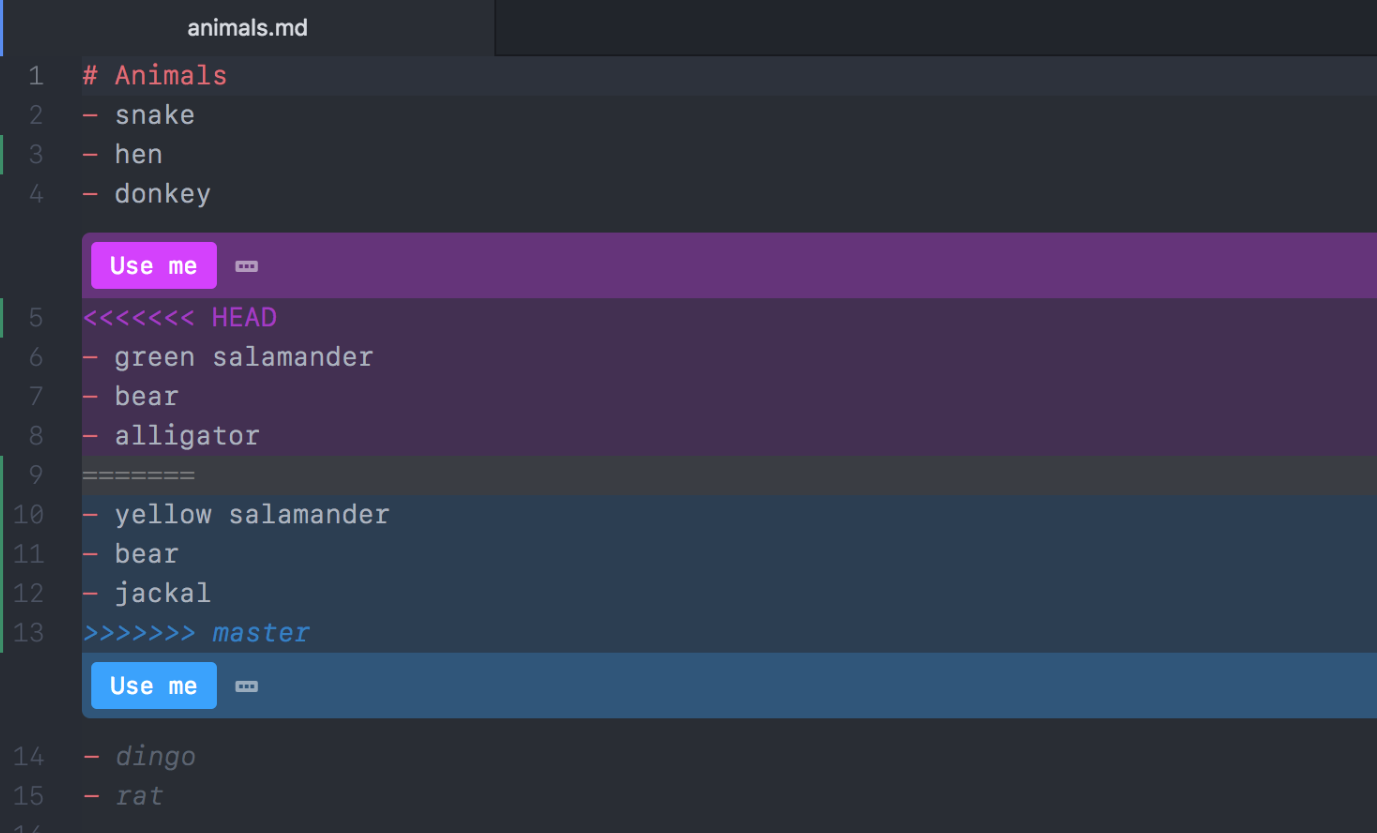 animals.md
1 # Animals
2 - snake
3 - hen
4 - donkey
Use me
5 <<<<<<< HEAD
6 - green salamander
7 - bear
8 - alligator
9 =======
10 - yellow salamander
11 - bear
12 - jackal
13 >>>>>>> master
Use me
14 - dingo
15 - rat
16